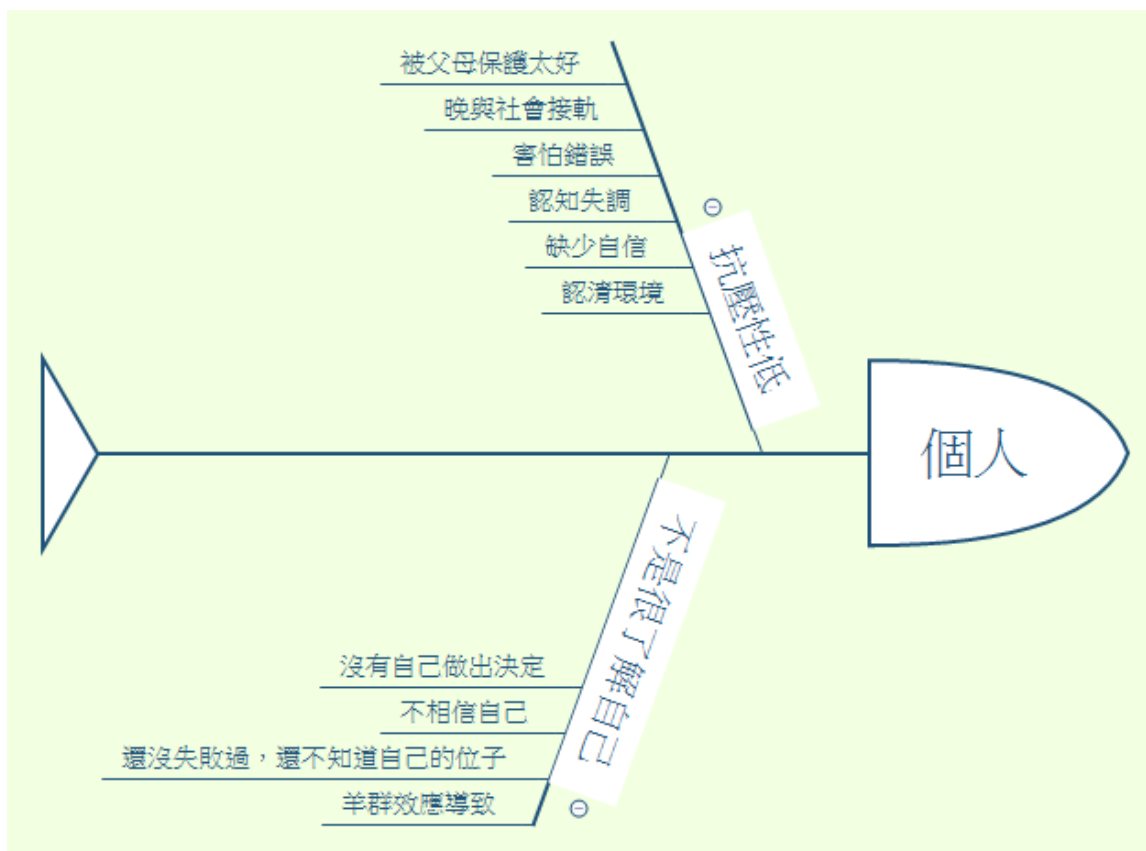 被父母保護太好
晚與社會接軌
害怕錯誤
認知失調
缺少自信
認清環境
抗壓性低
個人
不是很了解自己
沒有自己做出決定
不相信自己
還沒失敗過，還不知道自己的位子
羊群效應導致